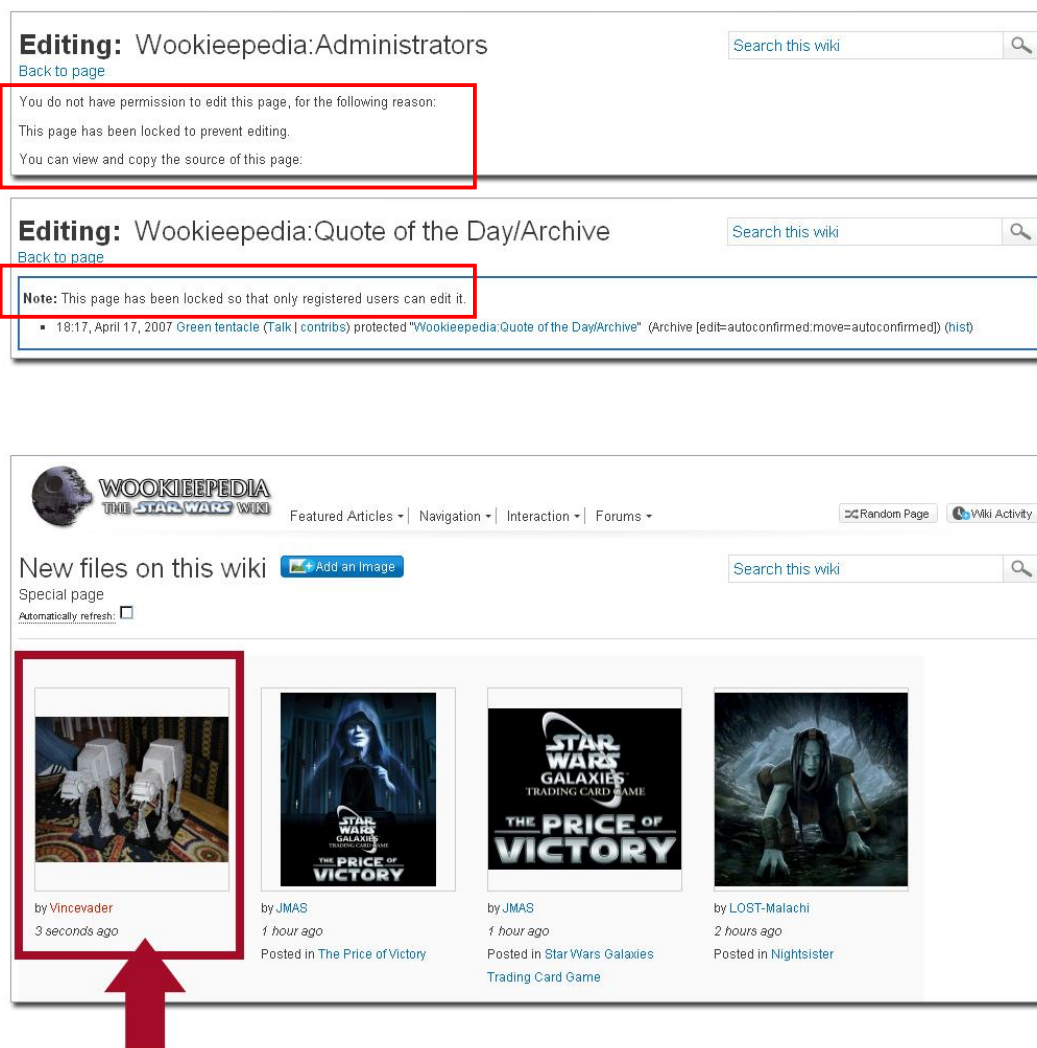 Editing: Wookieepedia:Administrators
Search this wiki
Back to page
You do not have permission to edit this page, for the following reason:
This page has been locked to prevent editing.
You can view and copy the source of this page:
Editing: Wookieepedia:Quote of the Day/Archive
Search this wiki
Back to page
Note: This page has been locked so that only registered users can edit it.
18:17, April 17, 2007 Green tentacle (Talk | contribs) protected "Wookieepedia:Quote of the Day/Archive" (Archive [edit=autoconfirmed:move=autoconfirmed]) (hist)
WOOKIEEPEDIA
THE STAR WARS WIKI
Featured Articles Navigation Interaction Forums
Random Page
Wiki Activity
New files on this wiki
Add an Image
Search this wiki
Special page
Automatically refresh:
STAR WARS
GALAXIES
TRADING CARD GAME
THE PRICE OF
VICTORY
STAR
WARS
GALAXIES
TRADING CARD GAME
THE PRICE OF
VICTORY
by Vincevader
3 seconds ago
by JMAS
1 hour ago
Posted in The Price of Victory
by JMAS
1 hour ago
Posted in Star Wars Galaxies
Trading Card Game
by LOST-Malachi
2 hours ago
Posted in Nightsister